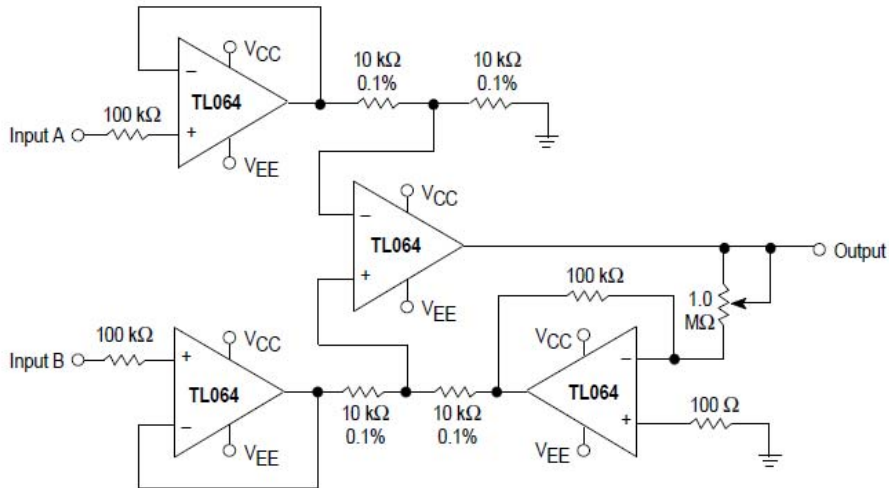 VCC
10 kΩ
0.1%
10 kΩ
0.1%
−
TL064
100 kΩ
Input A
+
VEE
VCC
−
TL064
Output
+
100 kΩ
1.0
MΩ
VEE
100 kΩ
VCC
VCC
Input B
+
−
TL064
TL064
100 Ω
−
10 kΩ
0.1%
10 kΩ
0.1%
+
VEE
VEE